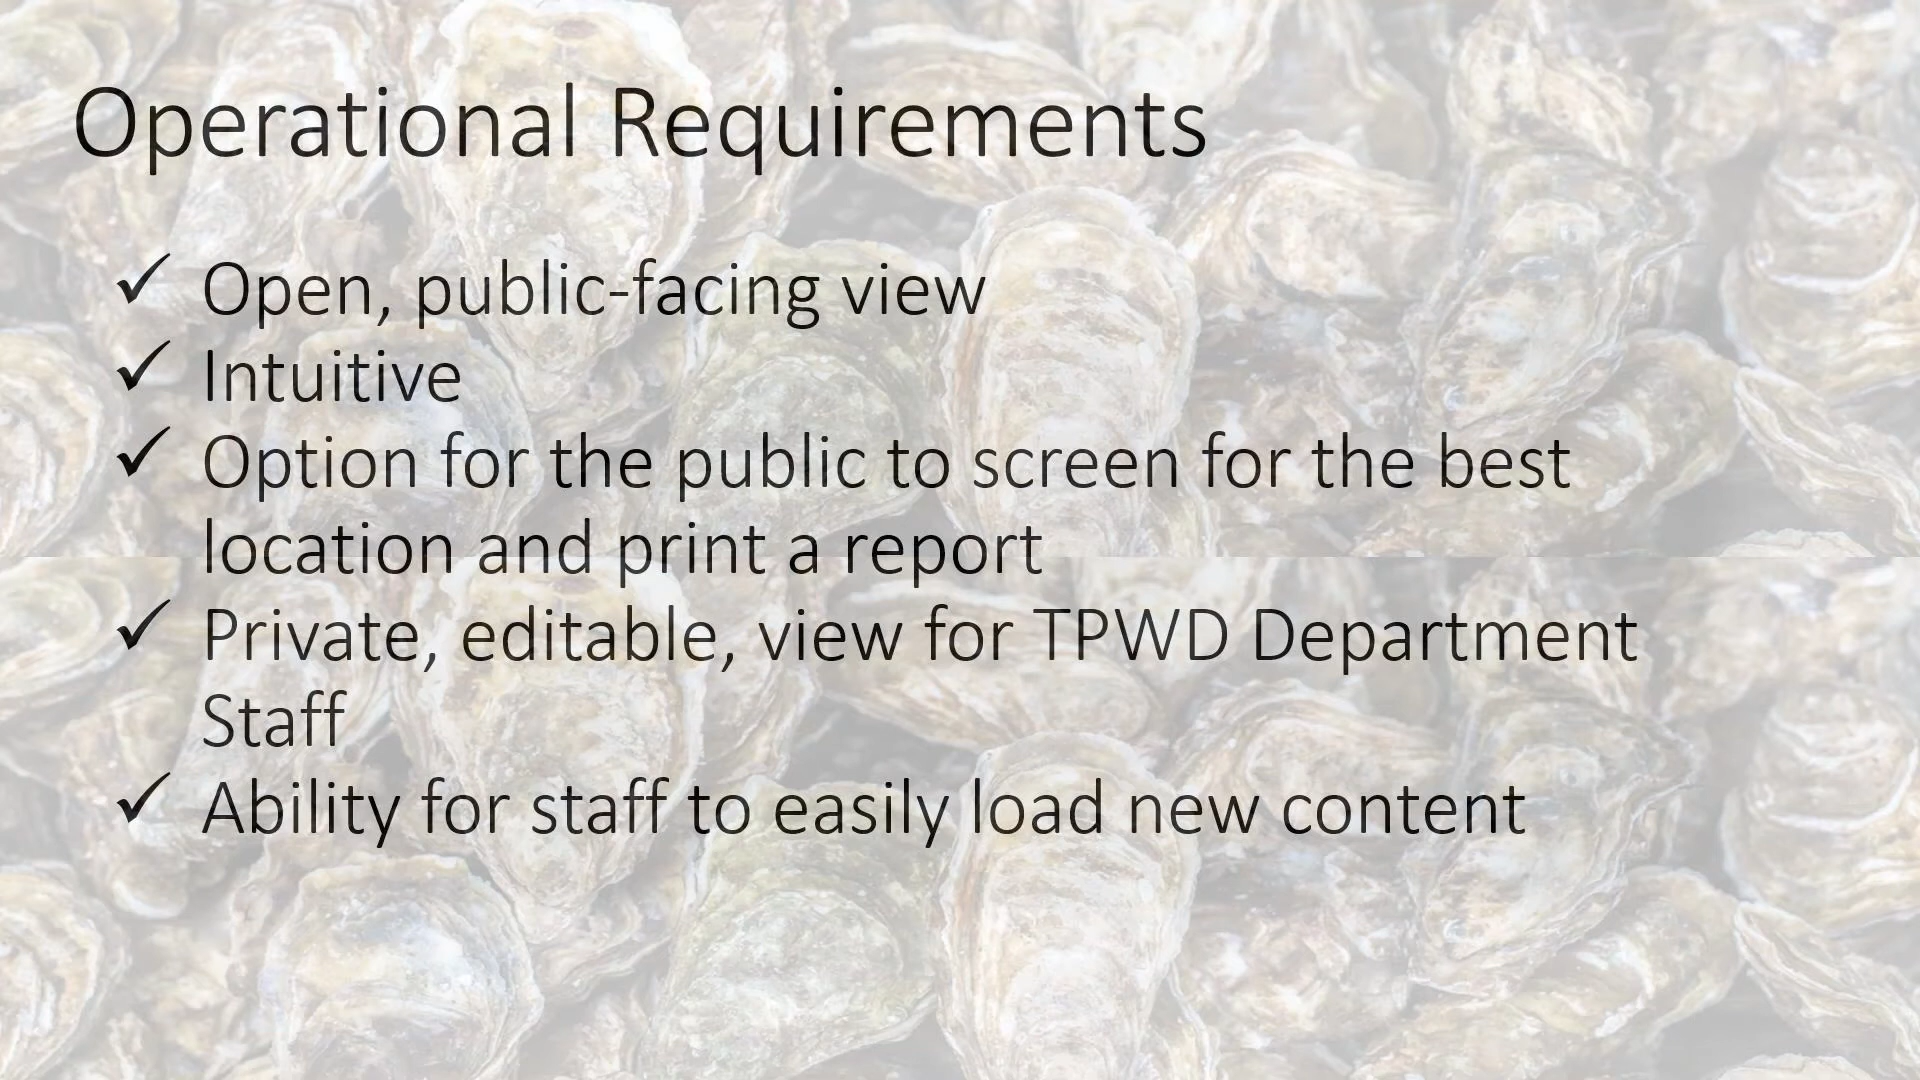 Operational Requirements
✓ Open, public-facing view
✓ Intuitive
✓ Option for the public to screen for the best
location and print a report
✓ Private, editable, view for TPWD Department
Staff
✓ Ability for staff to easily load new content